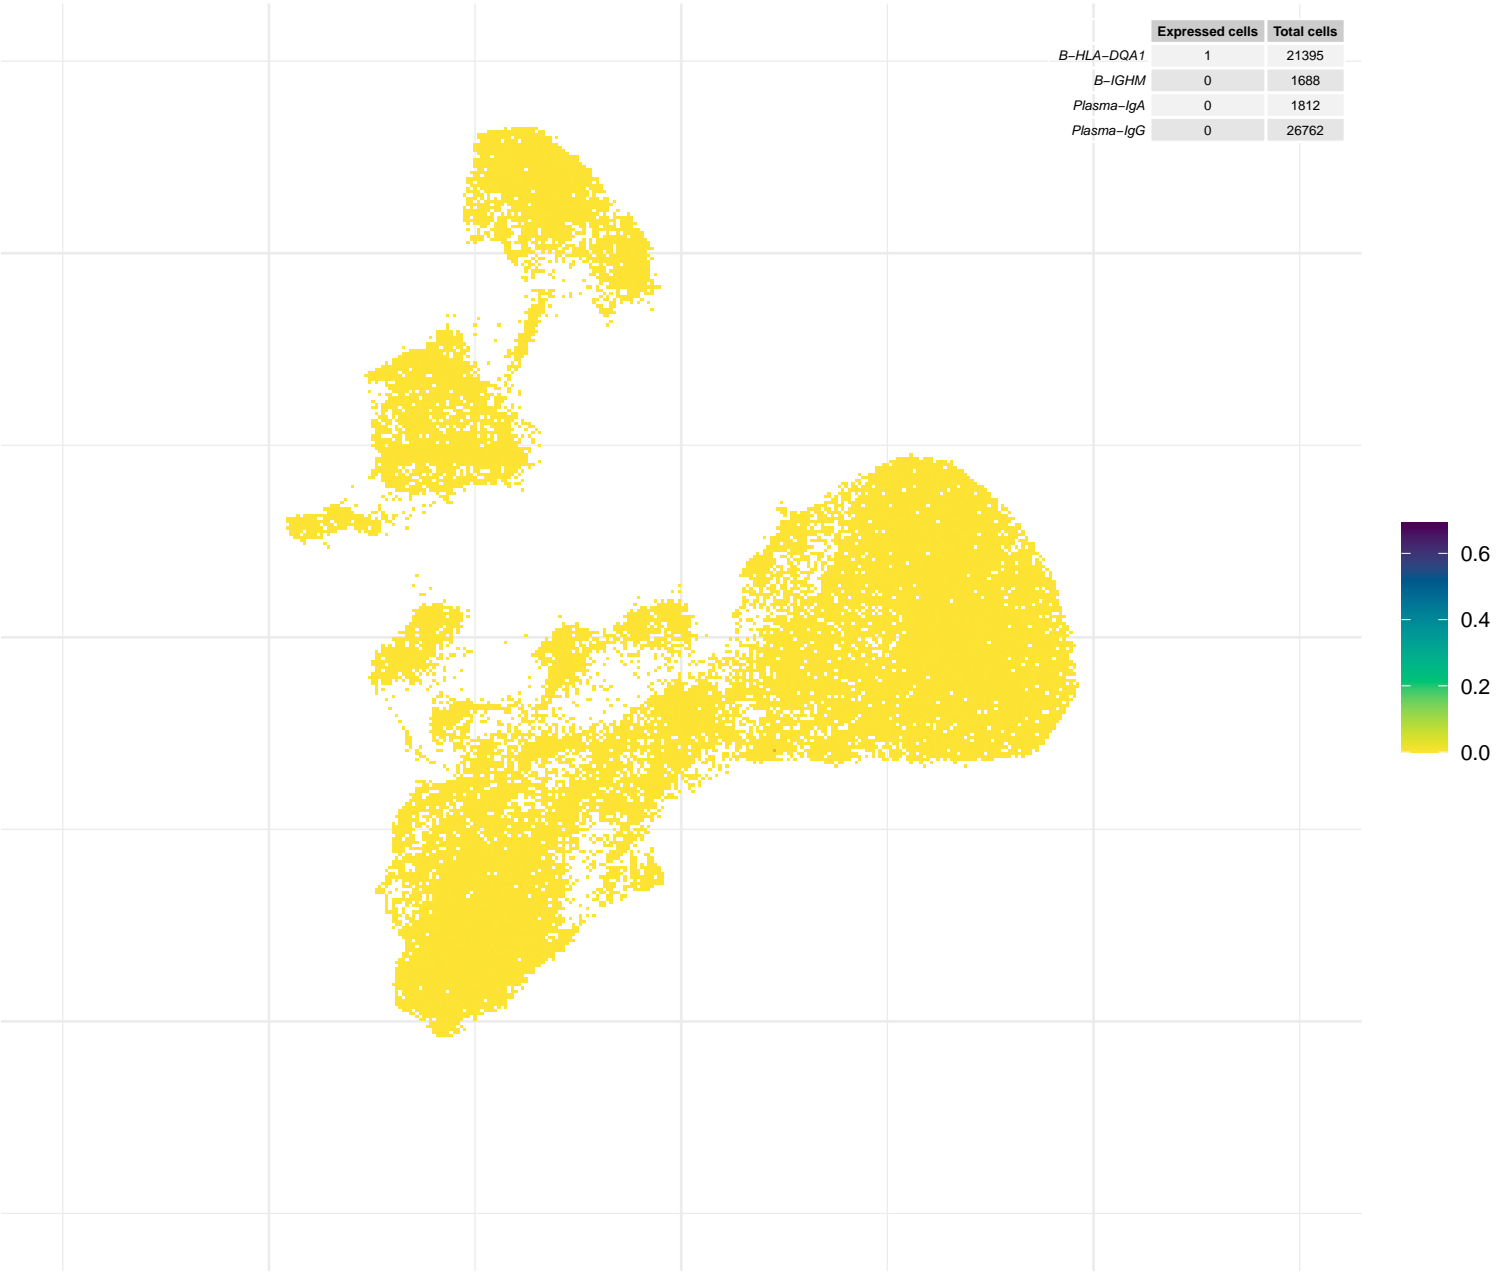 Expressed cells Total cells
B-HLA-DQA1 1 21395
B-IGHM 0 1688
Plasma-IgA 0 1812
Plasma-IgG 0 26762
0.6
0.4
0.2
0.0